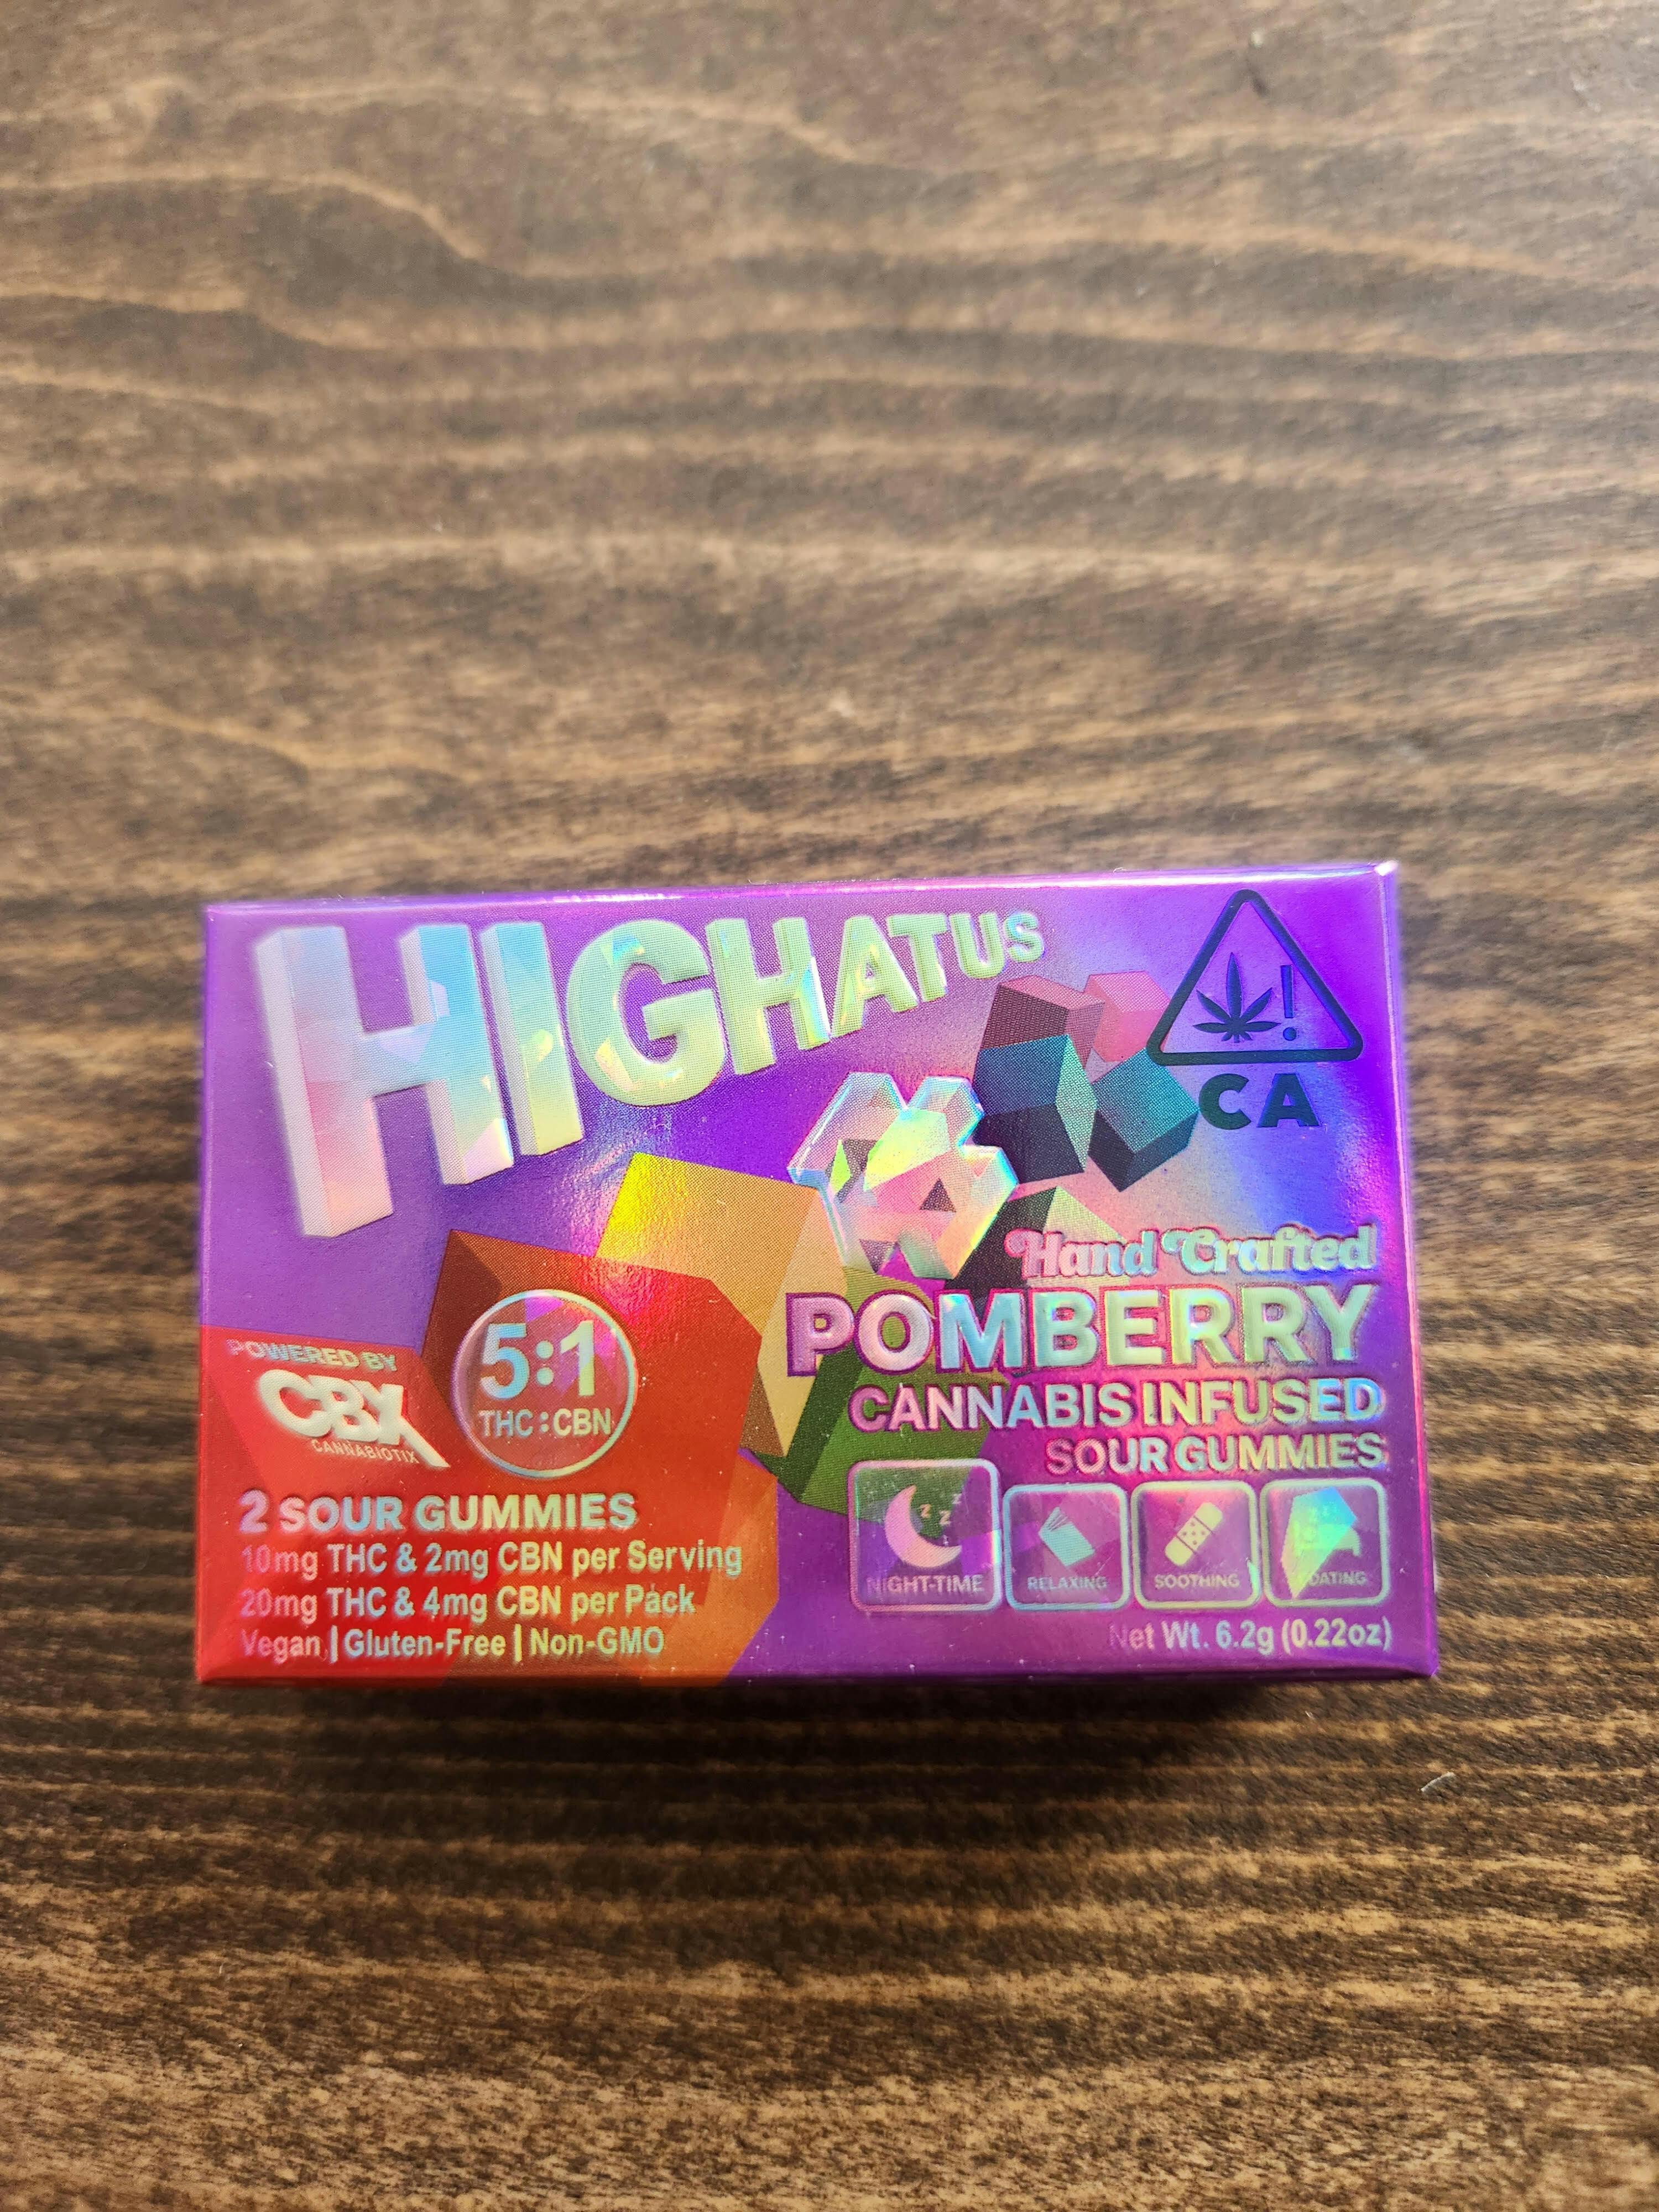 HIGHATUS
CA
Hand Crafted
POMBERRY
CANNABIS INFUSED
SOUR GUMMIES
POWERED BY
CBX
CANNABIOTIX
5:1
THC:CBN
2 SOUR GUMMIES
10mg THC & 2mg CBN per Serving
20mg THC & 4mg CBN per Pack
Vegan | Gluten-Free | Non-GMO
z z z
NIGHT-TIME
RELAXING
SOOTHING
Net Wt. 6.2g (0.22oz)